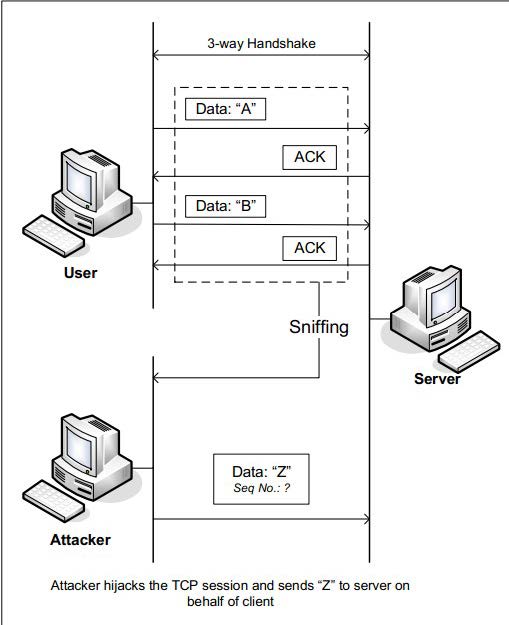 3-way Handshake
Data: “A”
ACK
Data: “B”
ACK
User
Sniffing
Server
Data: “Z”
Seq No.: ?
Attacker
Attacker hijacks the TCP session and sends “Z” to server on
behalf of client